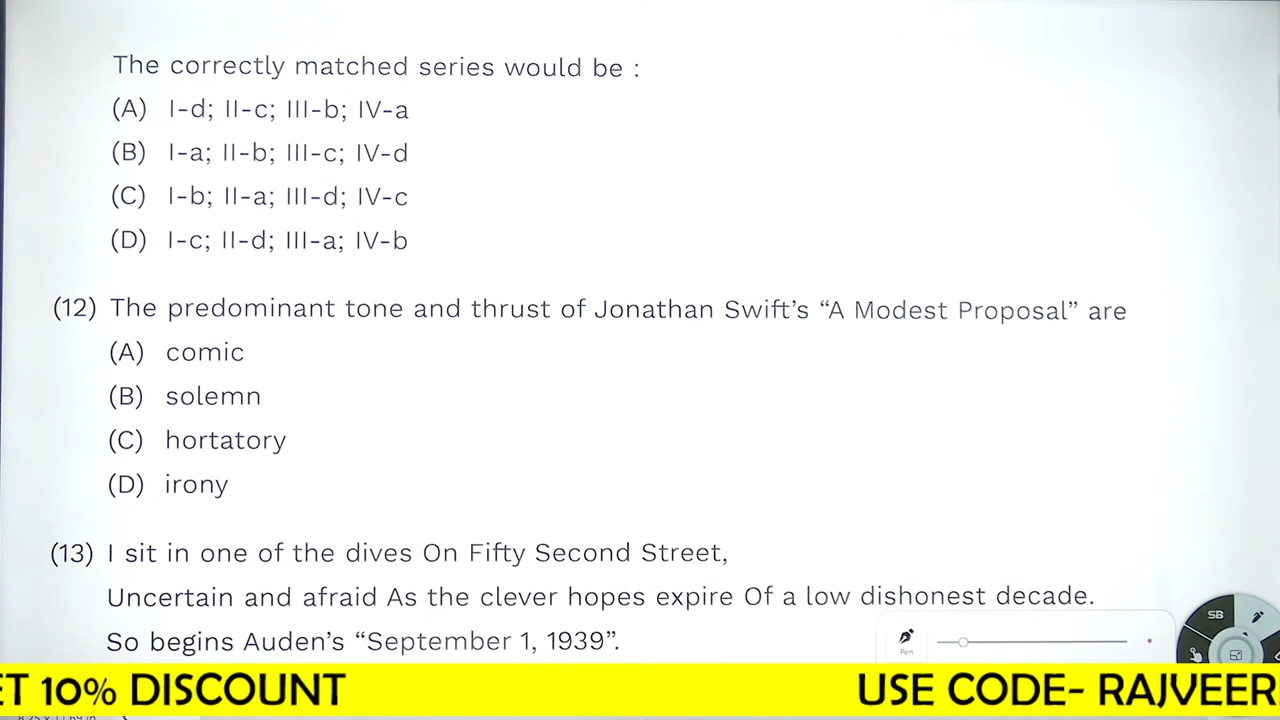 The correctly matched series would be :
(A) I-d; II-c; III-b; IV-a
(B) I-a; II-b; III-c; IV-d
(C) I-b; II-a; III-d; IV-c
(D) I-c; II-d; III-a; IV-b
(12) The predominant tone and thrust of Jonathan Swift's “A Modest Proposal” are
(A) comic
(B) solemn
(C) hortatory
(D) irony
(13) I sit in one of the dives On Fifty Second Street,
Uncertain and afraid As the clever hopes expire Of a low dishonest decade.
So begins Auden's “September 1, 1939”.
SB
Pen
ET 10% DISCOUNT USE CODE- RAJVEER